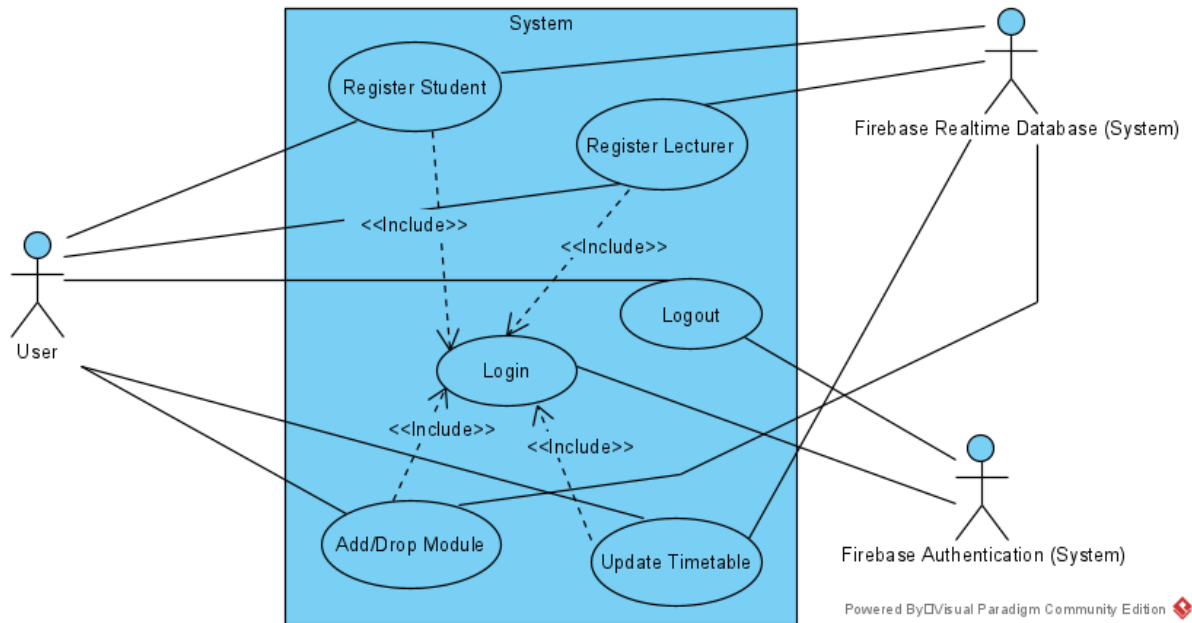 System
Register Student
Register Lecturer
Firebase Realtime Database (System)
<<Include>>
<<Include>>
Logout
User
Login
<<Include>>
<<Include>>
Add/Drop Module
Update Timetable
Firebase Authentication (System)
Powered By□Visual Paradigm Community Edition